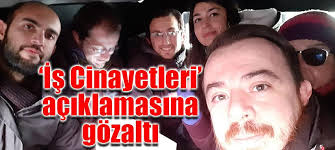 ‘İş Cinayetleri’
açıklamasına
gözaltı